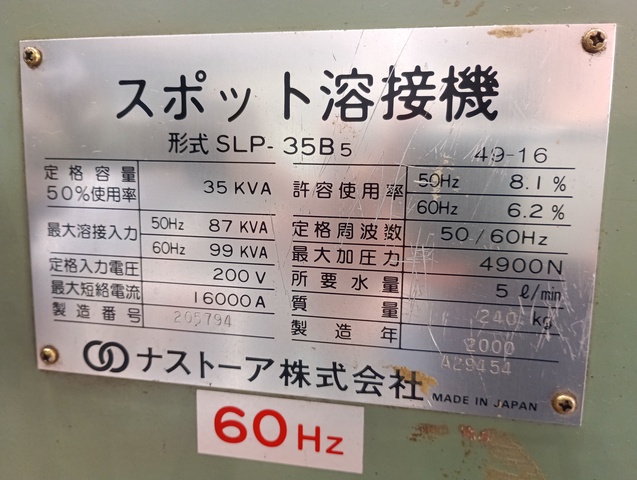 スポット溶接機
形式 SLP-35B5
49-16
定格容量
50%使用率
35 KVA
最大溶接入力
50Hz 87 KVA
60Hz 99 KVA
定格入力電圧 200 V
最大短絡電流 16000 A
製造番号 205794
許容使用率
50Hz 8.1 %
60Hz 6.2 %
定格周波数 50/60Hz
最大加圧力 4900N
所要水量 5 ℓ/min
質量 240 kg
製造年 2000
A29454
ナストーア株式会社
MADE IN JAPAN
60Hz